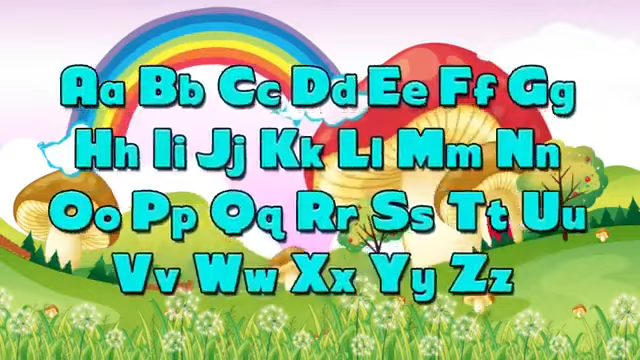 Aa Bb Cc Dd Ee Ff Gg
Hh Ii Jj Kk Ll Mm Nn
Oo Pp Qq Rr Ss Tt Uu
Vv Ww Xx Yy Zz